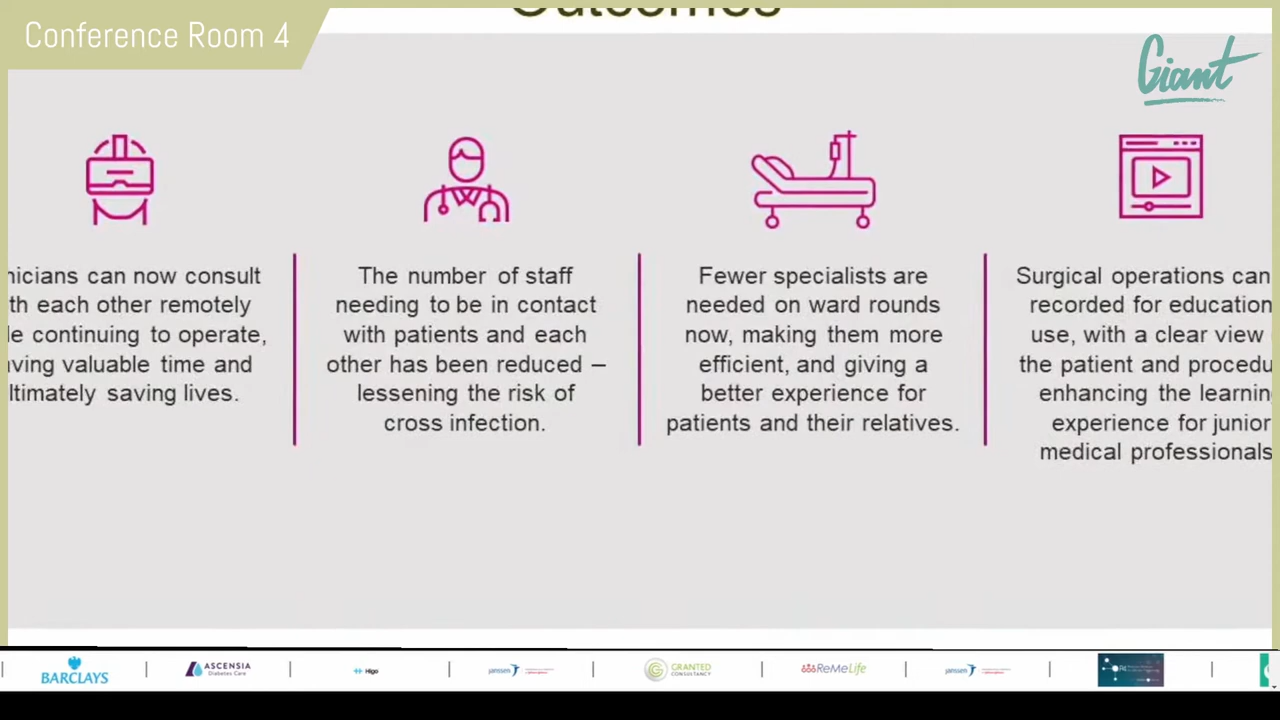 Conference Room 4
Outcomes
Giant
nicians can now consult
th each other remotely
le continuing to operate,
ving valuable time and
ltimately saving lives.
The number of staff
needing to be in contact
with patients and each
other has been reduced –
lessening the risk of
cross infection.
Fewer specialists are
needed on ward rounds
now, making them more
efficient, and giving a
better experience for
patients and their relatives.
Surgical operations can
recorded for education
use, with a clear view
the patient and procedu
enhancing the learning
experience for junior
medical professionals
BARCLAYS
ASCENSIA
Diabetes Care
Higo
janssen
GRANTED
CONSULTANCY
ReMeLife
janssen